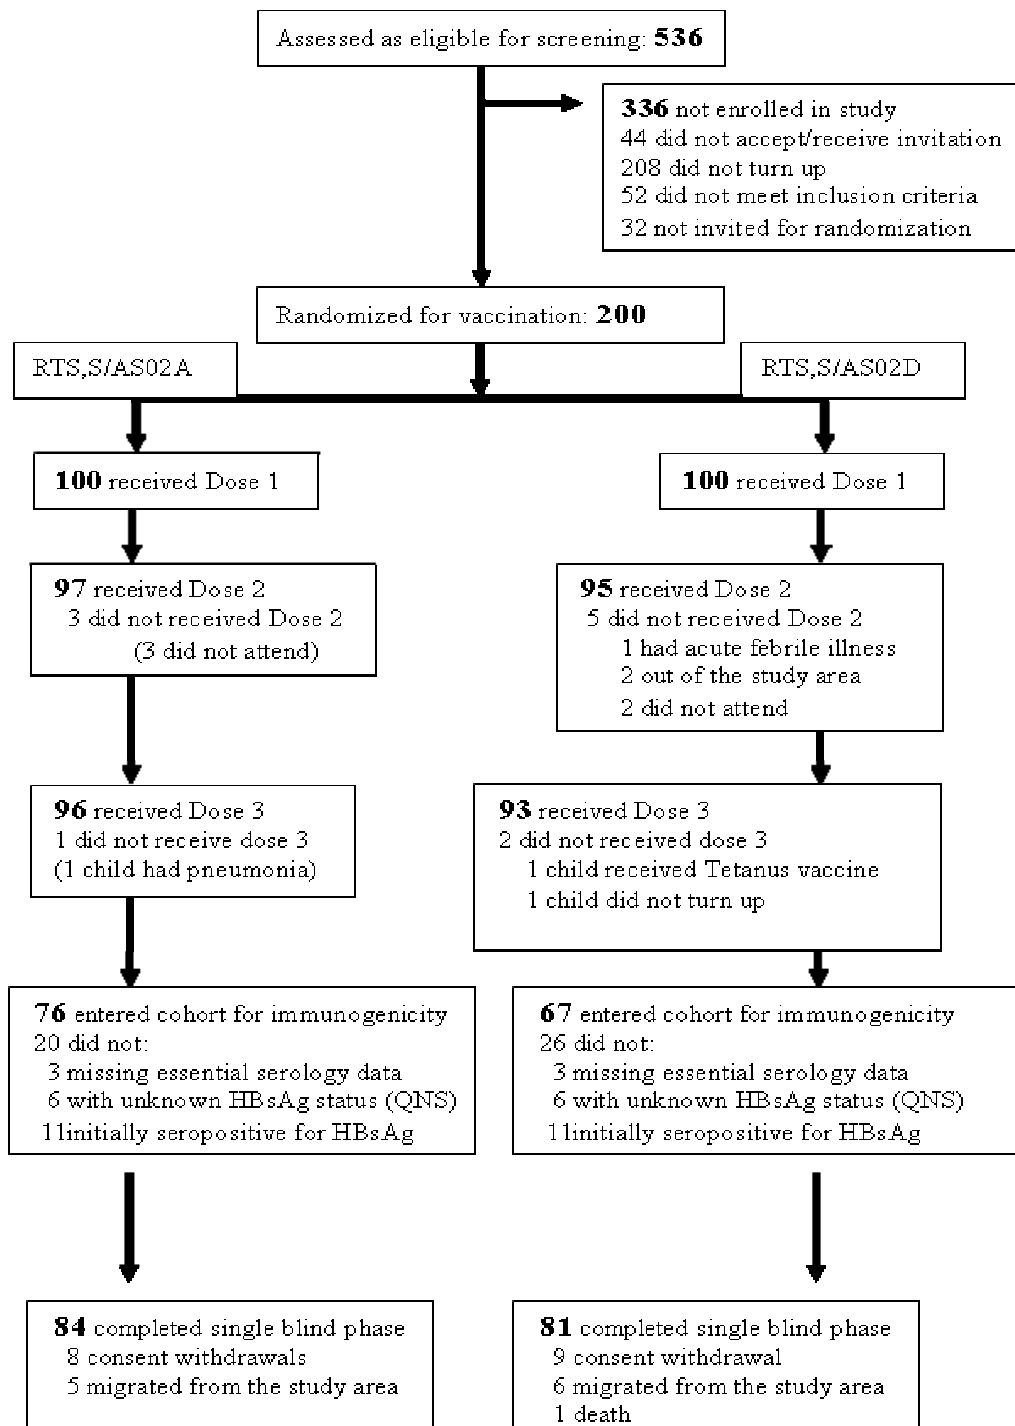 Assessed as eligible for screening: 536
336 not enrolled in study
44 did not accept/receive invitation
208 did not turn up
52 did not meet inclusion criteria
32 not invited for randomization
Randomized for vaccination: 200
RTS,S/AS02A
RTS,S/AS02D
100 received Dose 1
100 received Dose 1
97 received Dose 2
3 did not received Dose 2
(3 did not attend)
95 received Dose 2
5 did not received Dose 2
1 had acute febrile illness
2 out of the study area
2 did not attend
96 received Dose 3
1 did not receive dose 3
(1 child had pneumonia)
93 received Dose 3
2 did not received dose 3
1 child received Tetanus vaccine
1 child did not turn up
76 entered cohort for immunogenicity
20 did not:
3 missing essential serology data
6 with unknown HBsAg status (QNS)
11initially seropositive for HBsAg
67 entered cohort for immunogenicity
26 did not:
3 missing essential serology data
6 with unknown HBsAg status (QNS)
11initially seropositive for HBsAg
84 completed single blind phase
8 consent withdrawals
5 migrated from the study area
81 completed single blind phase
9 consent withdrawal
6 migrated from the study area
1 death